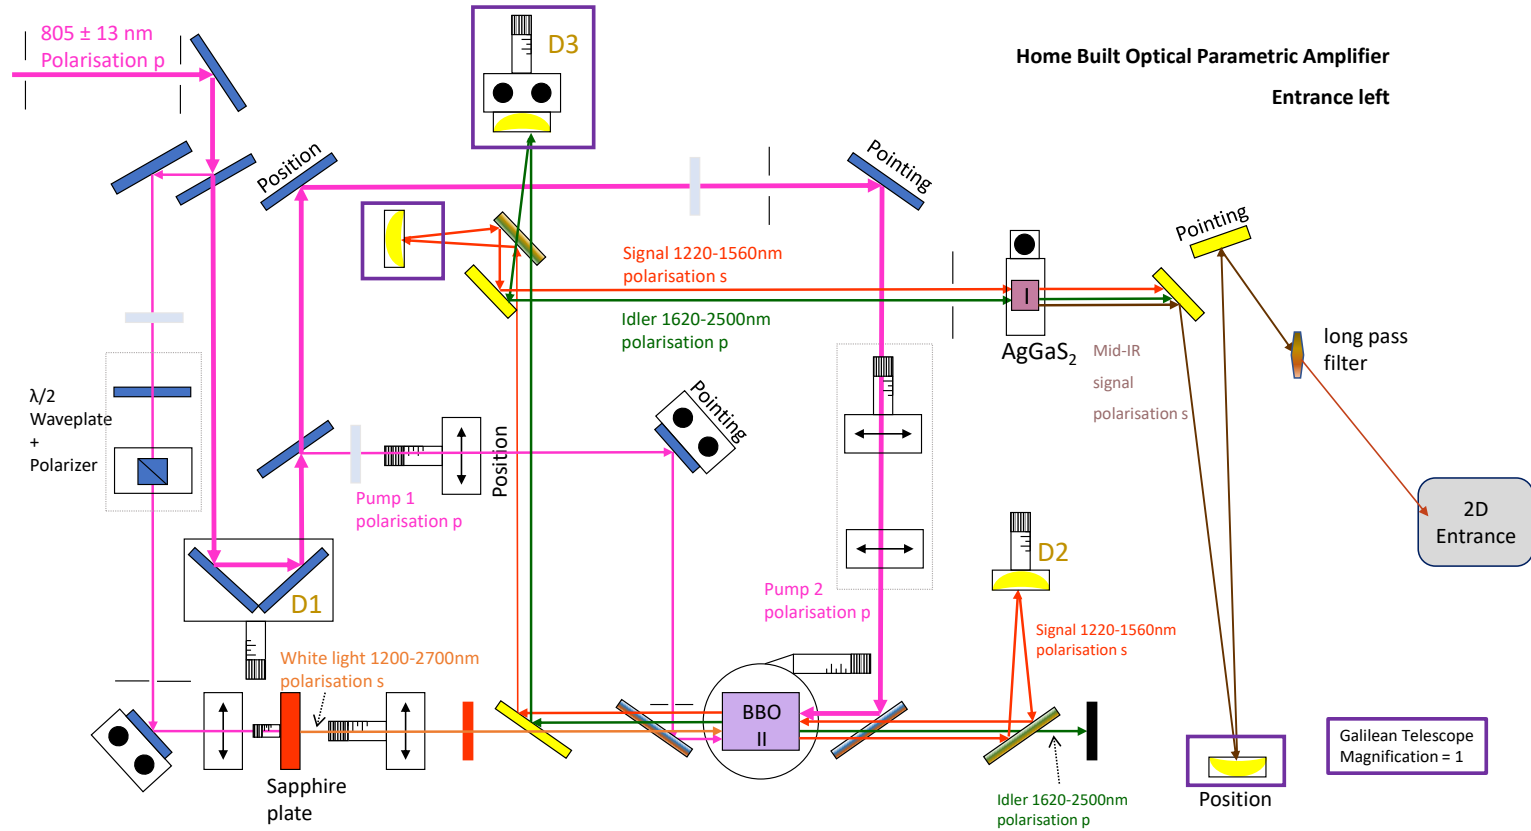 805 ± 13 nm
Polarisation p
D3
Home Built Optical Parametric Amplifier
Entrance left
Position
Pointing
Pointing
Signal 1220-1560nm
polarisation s
Idler 1620-2500nm
polarisation p
I
AgGaS2
Mid-IR
signal
polarisation s
long pass
filter
λ/2
Waveplate
+
Polarizer
Pointing
Position
Pump 1
polarisation p
2D
Entrance
D2
D1
Pump 2
polarisation p
Signal 1220-1560nm
polarisation s
White light 1200-2700nm
polarisation s
BBO
II
Sapphire
plate
Idler 1620-2500nm
polarisation p
Position
Galilean Telescope
Magnification = 1